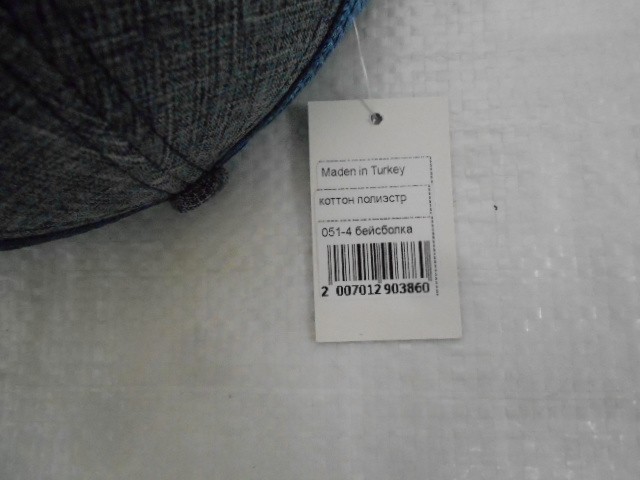 Maden in Turkey
коттон полиэстр
051-4 бейсболка
2 007012 903860